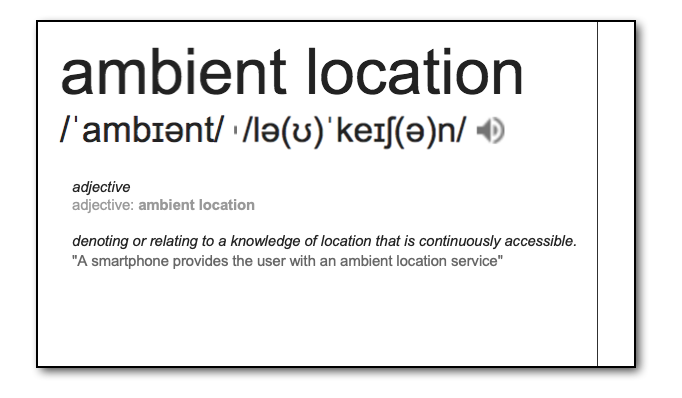 ambient location
/ˈambɪənt/ ˈ/lə(ʊ)ˈkeɪʃ(ə)n/
adjective
adjective: ambient location
denoting or relating to a knowledge of location that is continuously accessible.
"A smartphone provides the user with an ambient location service"